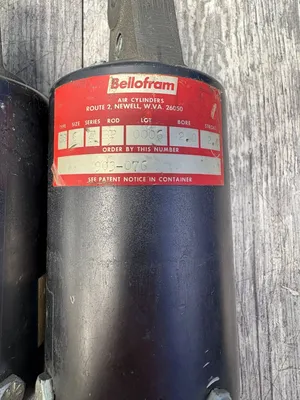 Bellofram
AIR CYLINDERS
ROUTE 2, NEWELL, W.VA. 26050
TYPE SIZE SERIES ROD LOT BORE STROKE
ORDER BY THIS NUMBER
SEE PATENT NOTICE IN CONTAINER